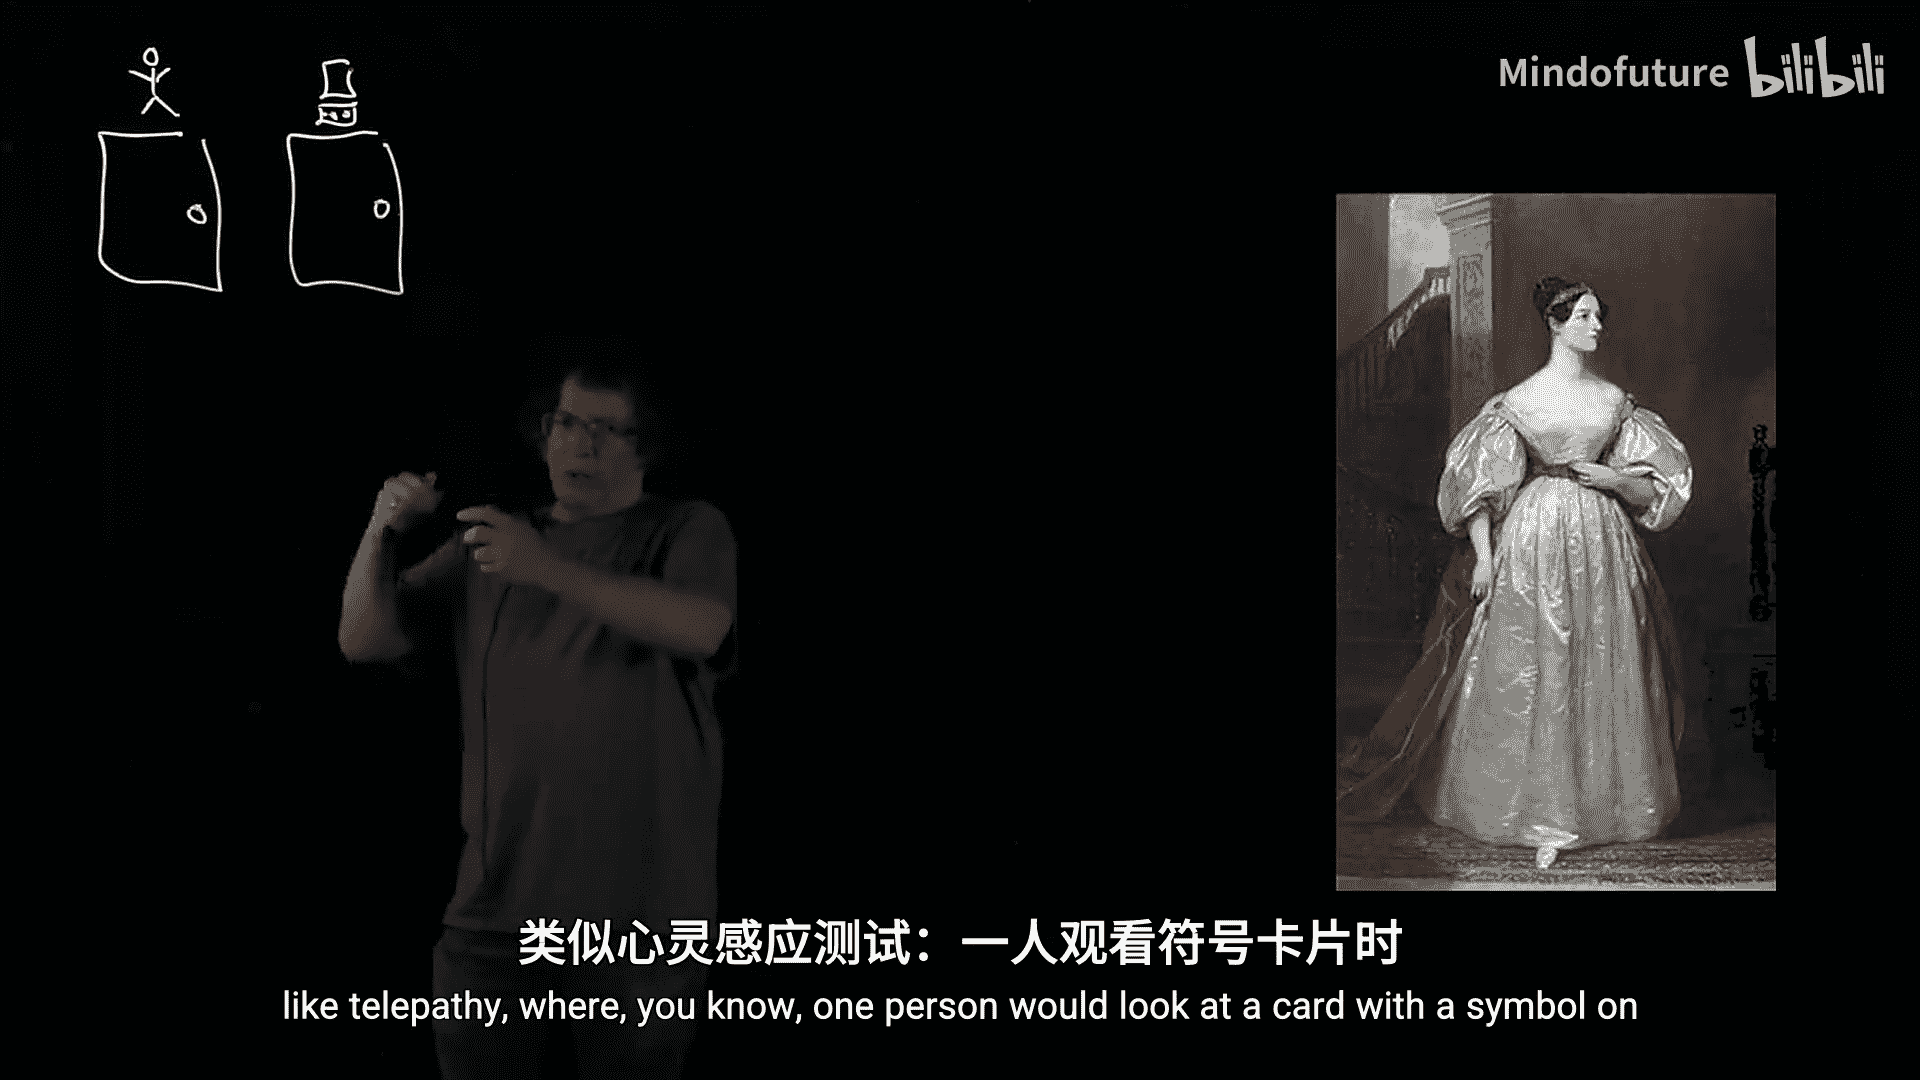 Mindofuture bilibili
类似心灵感应测试：一人观看符号卡片时
like telepathy, where, you know, one person would look at a card with a symbol on